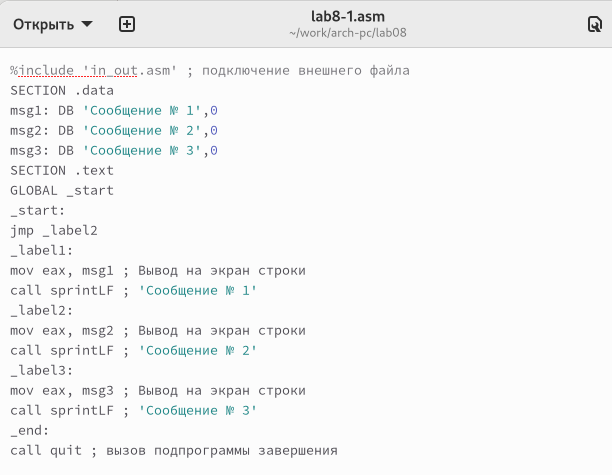 Открыть
lab8-1.asm
~/work/arch-pc/lab08
%include 'in_out.asm' ; подключение внешнего файла
SECTION .data
msg1: DB 'Сообщение № 1',0
msg2: DB 'Сообщение № 2',0
msg3: DB 'Сообщение № 3',0
SECTION .text
GLOBAL _start
_start:
jmp _label2
_label1:
mov eax, msg1 ; Вывод на экран строки
call sprintLF ; 'Сообщение № 1'
_label2:
mov eax, msg2 ; Вывод на экран строки
call sprintLF ; 'Сообщение № 2'
_label3:
mov eax, msg3 ; Вывод на экран строки
call sprintLF ; 'Сообщение № 3'
_end:
call quit ; вызов подпрограммы завершения